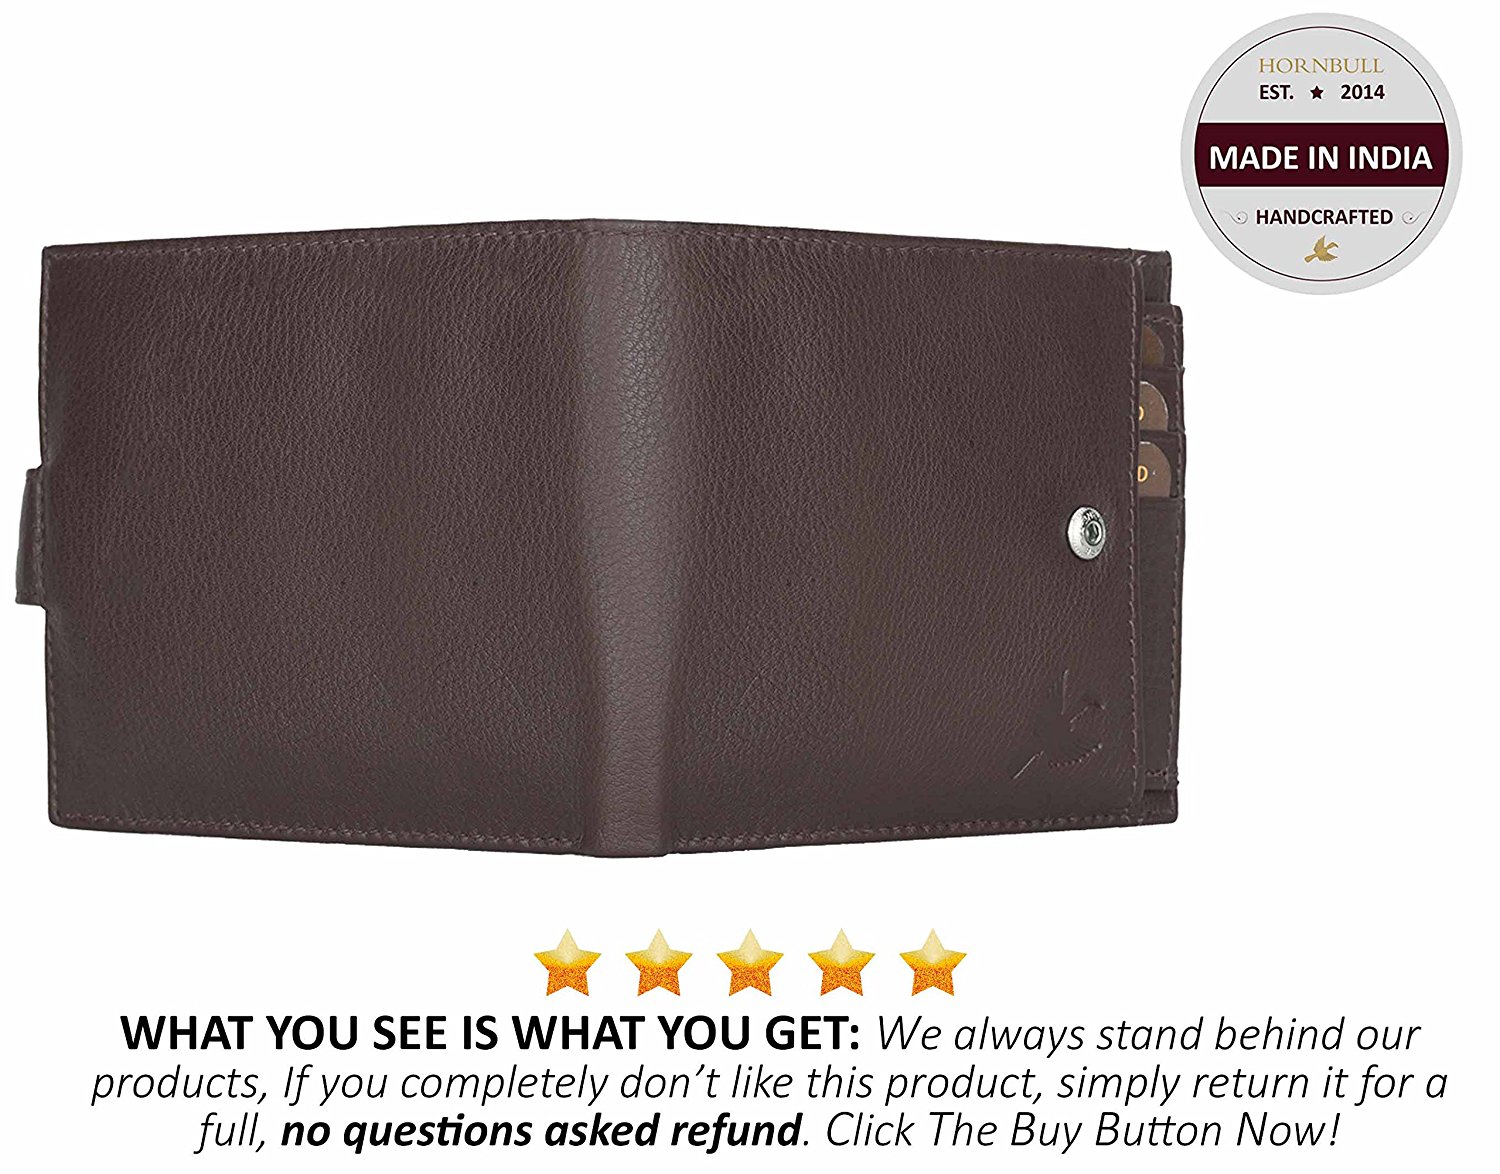 HORNBULL
EST. ★ 2014
MADE IN INDIA
HANDCRAFTED
D
WHAT YOU SEE IS WHAT YOU GET: We always stand behind our
products, If you completely don’t like this product, simply return it for a
full, no questions asked refund. Click The Buy Button Now!